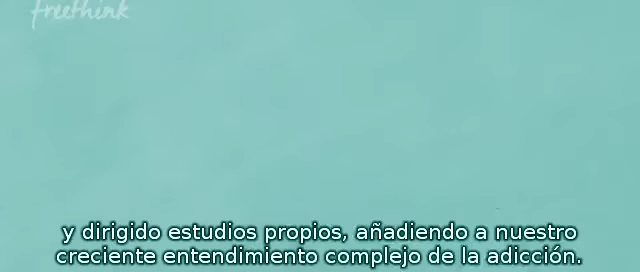 freethink
y dirigido estudios propios, añadiendo a nuestro
creciente entendimiento complejo de la adicción.